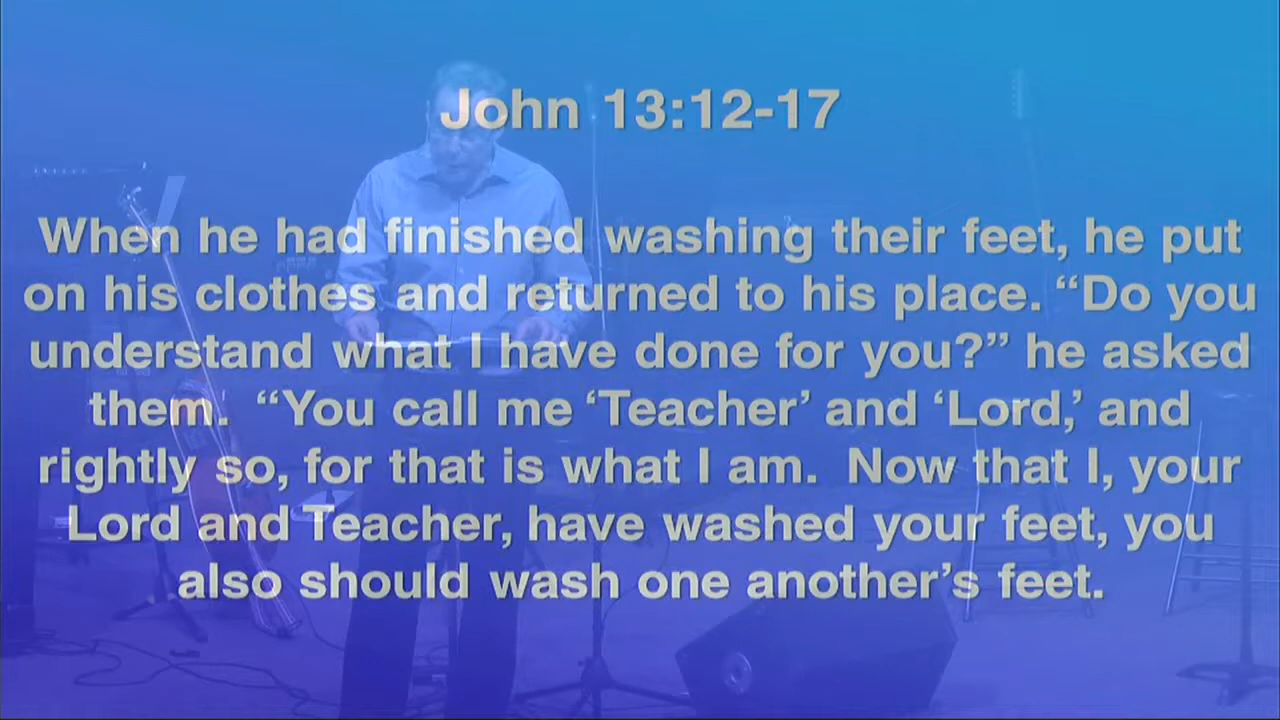 John 13:12-17
When he had finished washing their feet, he put
on his clothes and returned to his place. “Do you
understand what I have done for you?” he asked
them.  “You call me ‘Teacher’ and ‘Lord,’ and
rightly so, for that is what I am.  Now that I, your
Lord and Teacher, have washed your feet, you
also should wash one another’s feet.